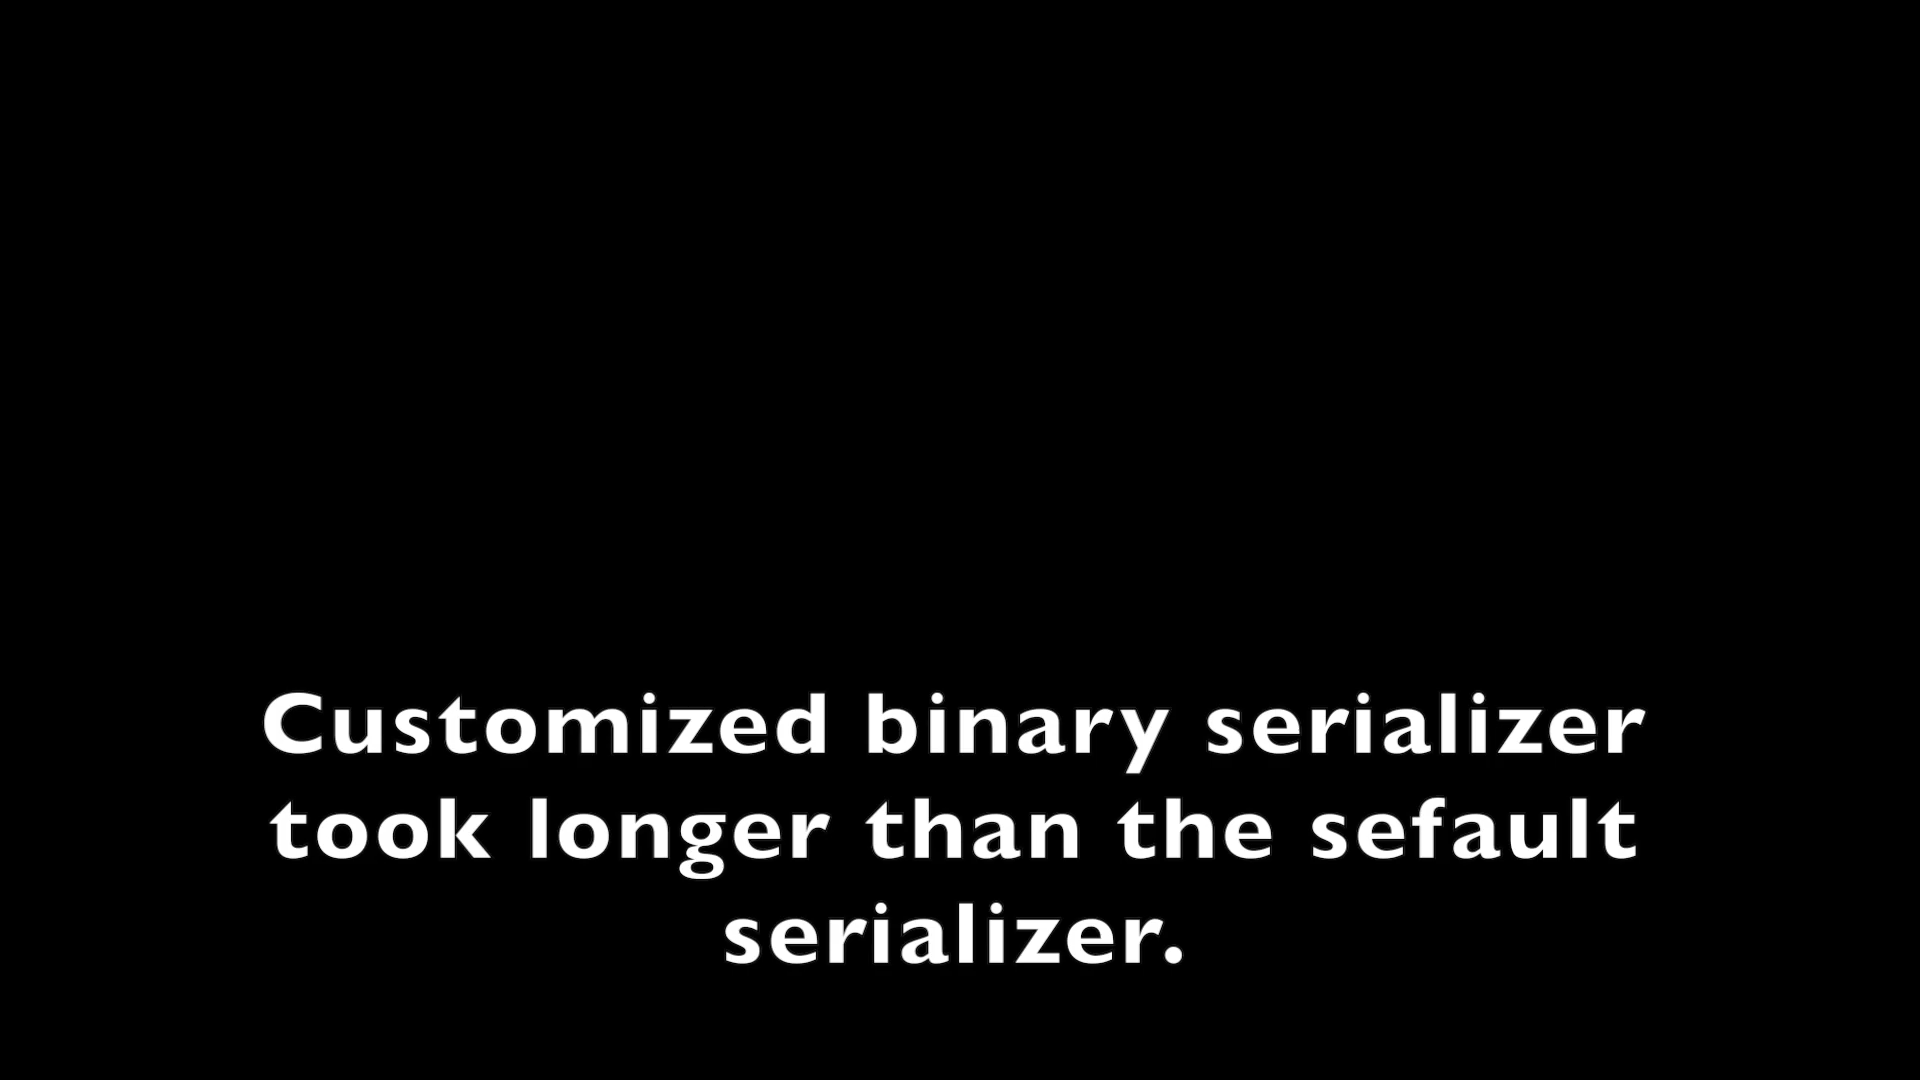 Customized binary serializer
took longer than the sefault
serializer.